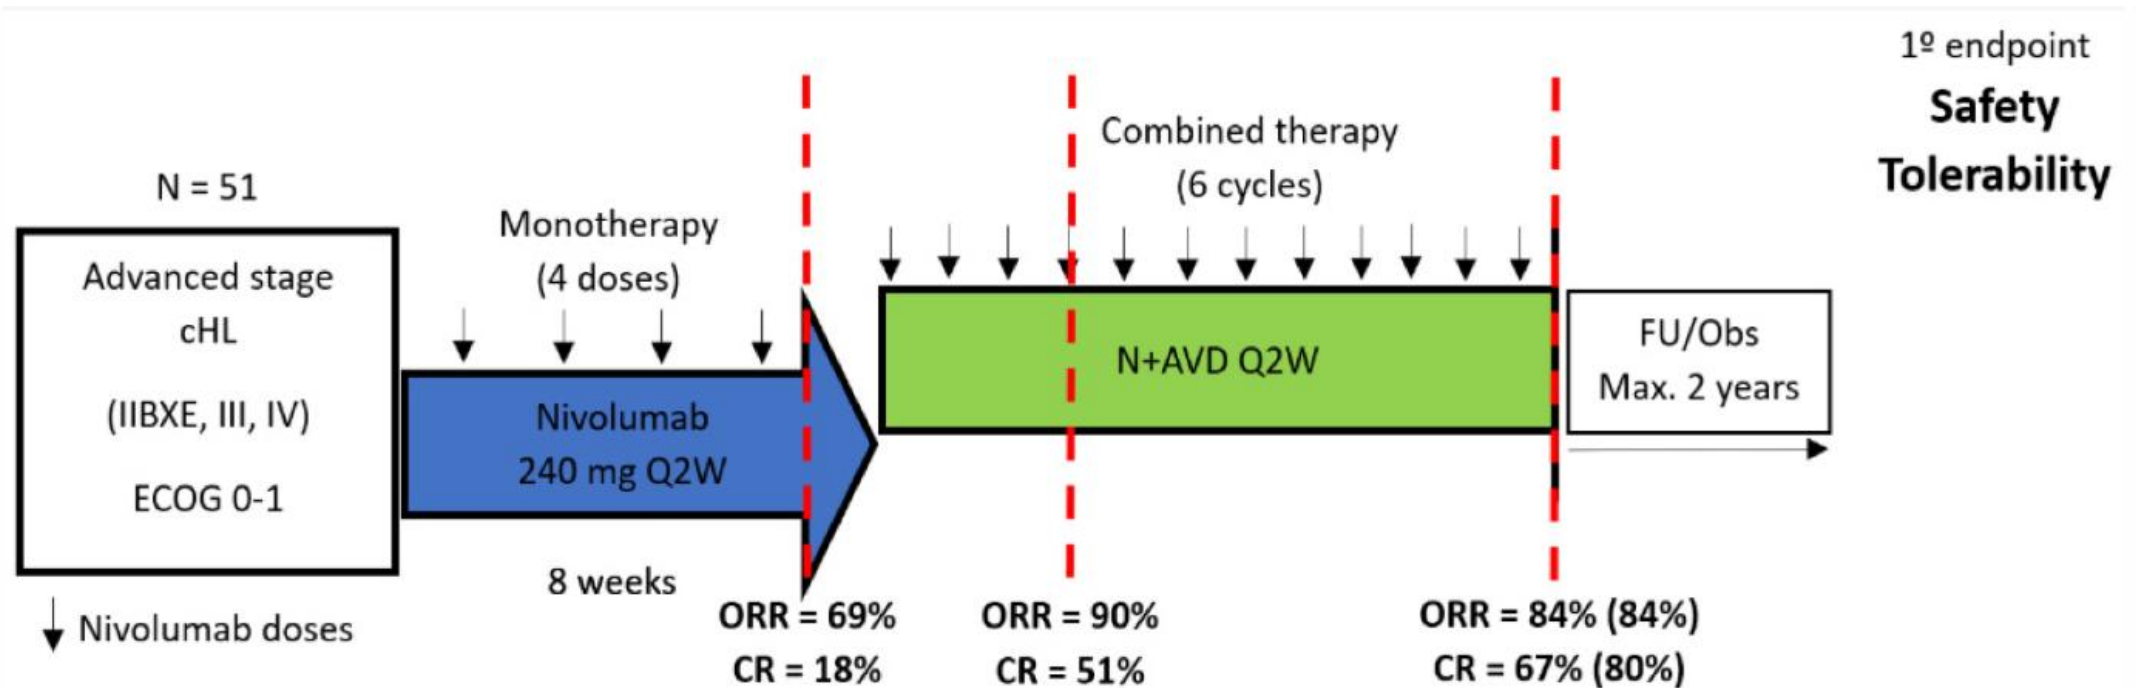 N = 51
Advanced stage
cHL
(IIBXE, III, IV)
ECOG 0-1
Nivolumab doses
Monotherapy
(4 doses)
Nivolumab
240 mg Q2W
8 weeks
ORR = 69%
CR = 18%
Combined therapy
(6 cycles)
N+AVD Q2W
ORR = 90%
CR = 51%
ORR = 84% (84%)
CR = 67% (80%)
FU/Obs
Max. 2 years
1º endpoint
Safety
Tolerability